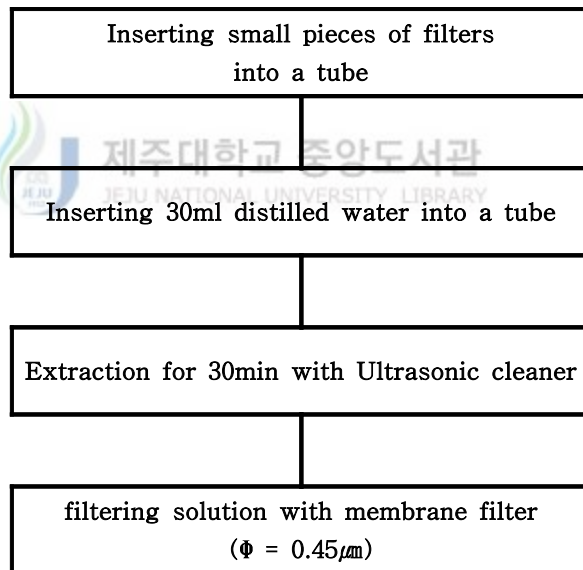 Inserting small pieces of filters
into a tube
제주대학교 중앙도서관
JEJU NATIONAL UNIVERSITY LIBRARY
JEJU
Inserting 30ml distilled water into a tube
Extraction for 30min with Ultrasonic cleaner
filtering solution with membrane filter
(Φ = 0.45㎛)